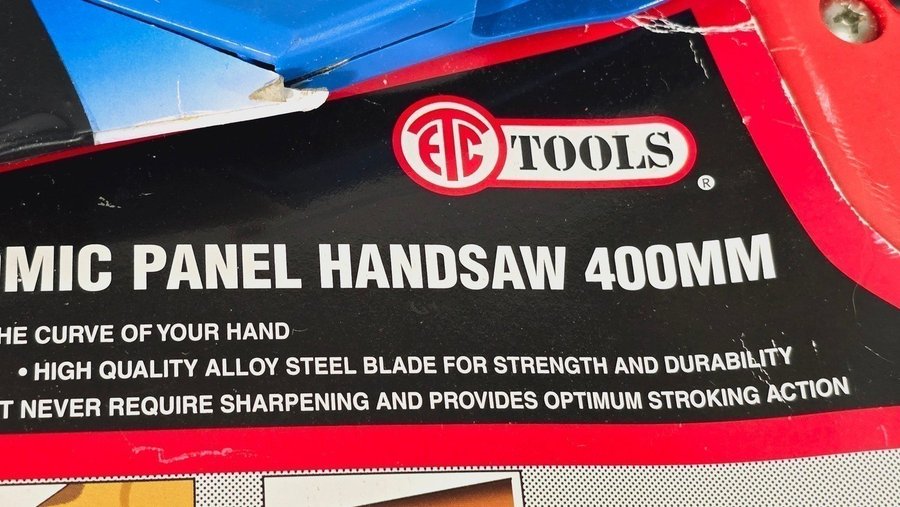 ETC TOOLS ®
OMIC PANEL HANDSAW 400MM
HE CURVE OF YOUR HAND
• HIGH QUALITY ALLOY STEEL BLADE FOR STRENGTH AND DURABILITY
T NEVER REQUIRE SHARPENING AND PROVIDES OPTIMUM STROKING ACTION